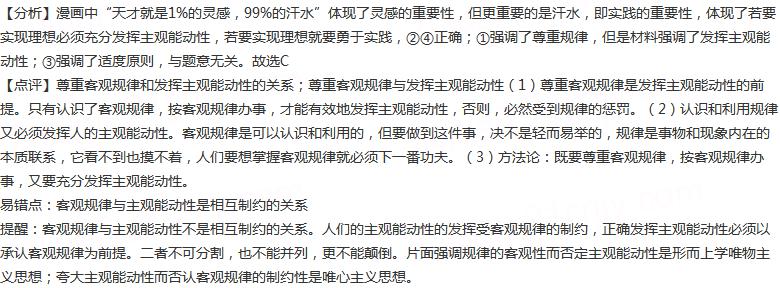 【分析】漫画中“天才就是1%的灵感，99%的汗水”体现了灵感的重要性，但更重要的是汗水，即实践的重要性，体现了若要
实现理想必须充分发挥主观能动性，若要实现理想就要勇于实践，②④正确；①强调了尊重规律，但是材料强调了发挥主观能
动性；③强调了适度原则，与题意无关。故选C
【点评】尊重客观规律和发挥主观能动性的关系；尊重客观规律与发挥主观能动性（1）尊重客观规律是发挥主观能动性的前
提。只有认识了客观规律，按客观规律办事，才能有效地发挥主观能动性，否则，必然受到规律的惩罚。（2）认识和利用规律
又必须发挥人的主观能动性。客观规律是可以认识和利用的，但要做到这件事，决不是轻而易举的，规律是事物和现象内在的
本质联系，它看不到也摸不着，人们要想掌握客观规律就必须下一番功夫。（3）方法论：既要尊重客观规律，按客观规律办
事，又要充分发挥主观能动性。
易错点：客观规律与主观能动性是相互制约的关系
提醒：客观规律与主观能动性不是相互制约的关系。人们的主观能动性的发挥受客观规律的制约，正确发挥主观能动性必须以
承认客观规律为前提。二者不可分割，也不能并列，更不能颠倒。片面强调规律的客观性而否定主观能动性是形而上学唯物主
义思想；夸大主观能动性而否认客观规律的制约性是唯心主义思想。